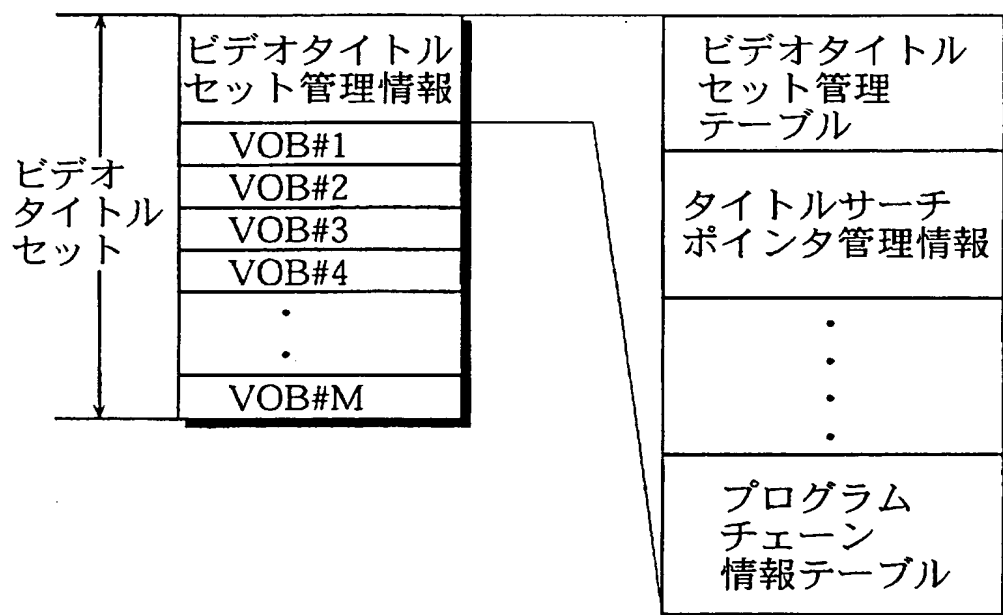 ビデオ
タイトル
セット
ビデオタイトル
セット管理情報
VOB#1
VOB#2
VOB#3
VOB#4
・
・
VOB#M
ビデオタイトル
セット管理
テーブル
タイトルサーチ
ポインタ管理情報
・
・
・
・
プログラム
チェーン
情報テーブル